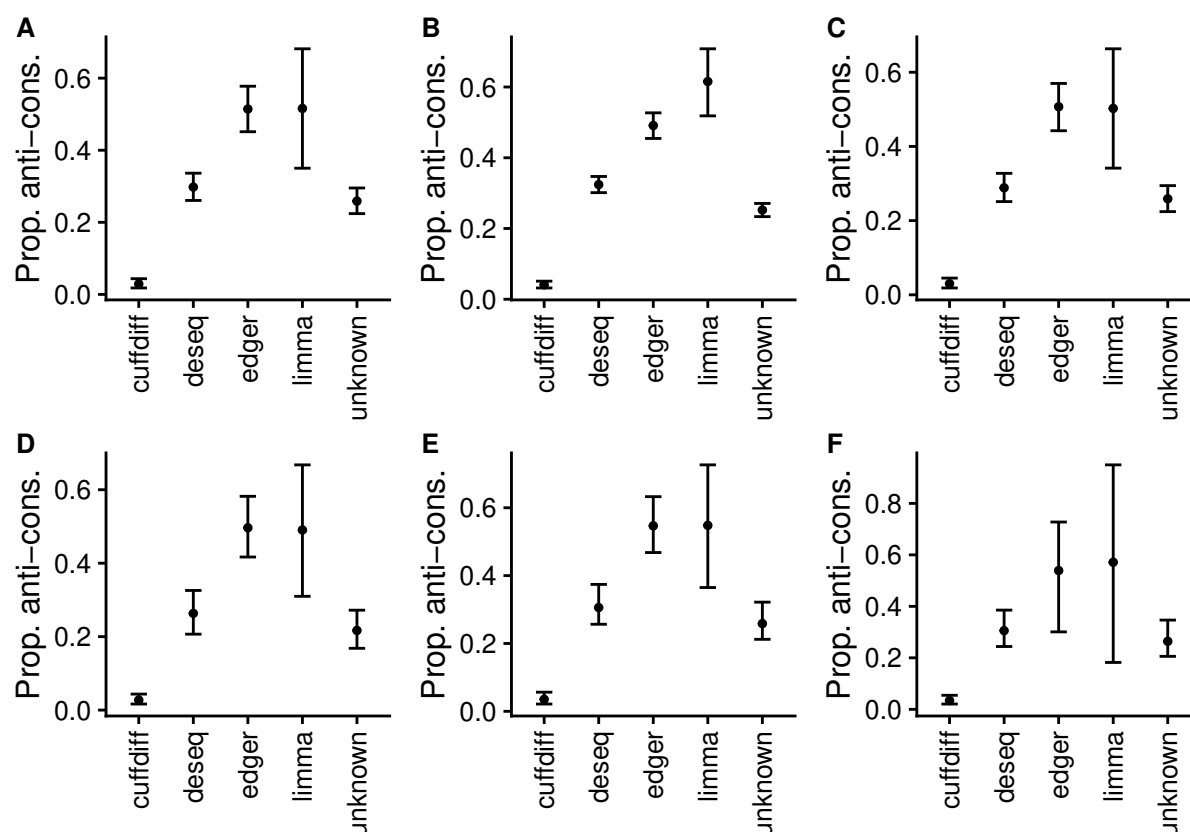 A
Prop. anti−cons.
0.6
0.4
0.2
0.0
cuffdiff
deseq
edger
limma
unknown
B
Prop. anti−cons.
0.6
0.4
0.2
0.0
cuffdiff
deseq
edger
limma
unknown
C
Prop. anti−cons.
0.6
0.4
0.2
0.0
cuffdiff
deseq
edger
limma
unknown
D
Prop. anti−cons.
0.6
0.4
0.2
0.0
cuffdiff
deseq
edger
limma
unknown
E
Prop. anti−cons.
0.6
0.4
0.2
0.0
cuffdiff
deseq
edger
limma
unknown
F
Prop. anti−cons.
0.8
0.6
0.4
0.2
0.0
cuffdiff
deseq
edger
limma
unknown